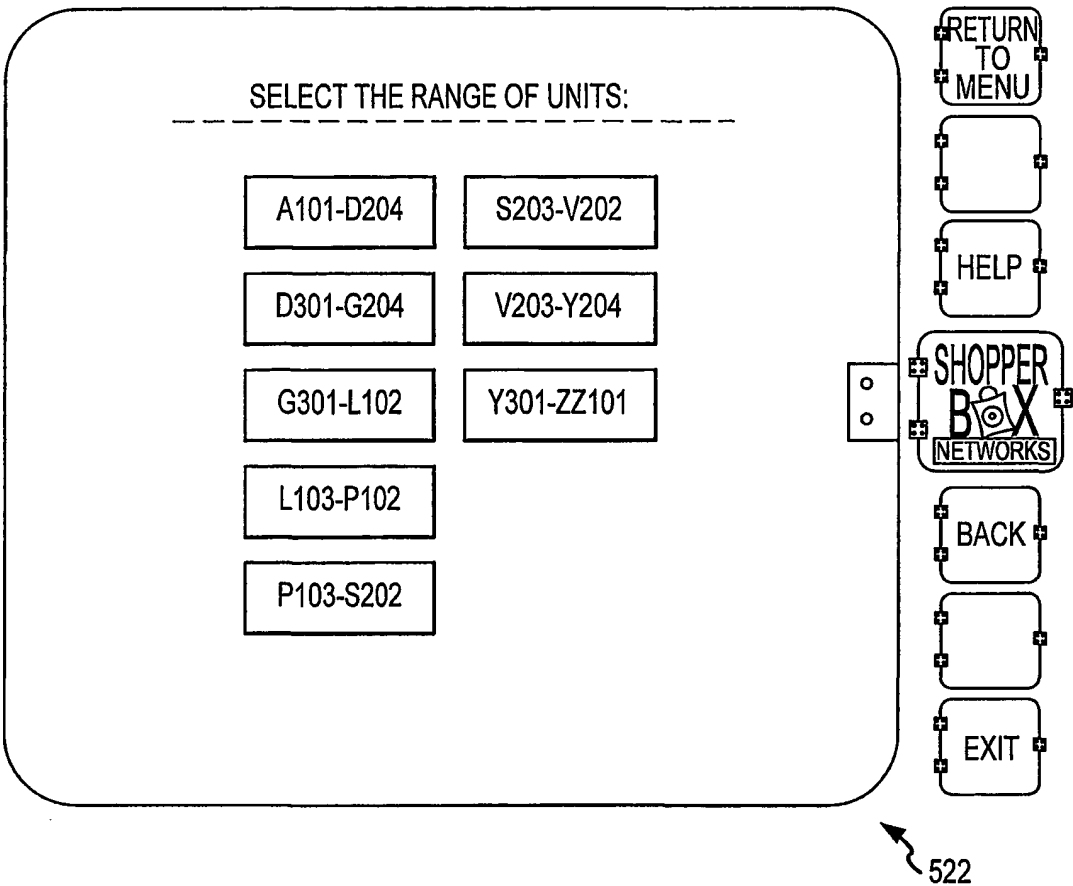 SELECT THE RANGE OF UNITS:
A101-D204
S203-V202
D301-G204
V203-Y204
G301-L102
Y301-ZZ101
L103-P102
P103-S202
RETURN
TO
MENU
HELP
SHOPPER
BOX
NETWORKS
BACK
EXIT
522